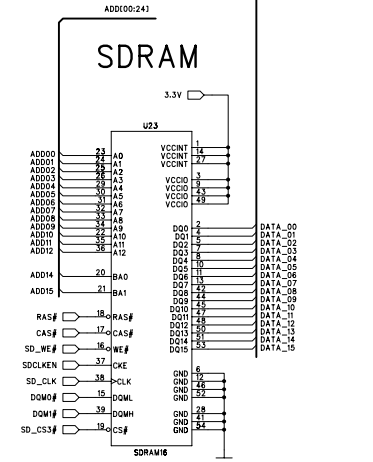 ADD[00:24]
SDRAM
3.3V
U23
VCCINT 1
VCCINT 14
VCCINT 27
VCCIO 3
VCCIO 9
VCCIO 43
VCCIO 49
ADD00 23 A0
ADD01 24 A1
ADD02 25 A2
ADD03 26 A3
ADD04 29 A4
ADD05 30 A5
ADD06 31 A6
ADD07 32 A7
ADD08 33 A8
ADD09 34 A9
ADD10 22 A10
ADD11 35 A11
ADD12 36 A12
ADD14 20 BA0
ADD15 21 BA1
DQ0 2 DATA_00
DQ1 4 DATA_01
DQ2 5 DATA_02
DQ3 7 DATA_03
DQ4 8 DATA_04
DQ5 10 DATA_05
DQ6 11 DATA_06
DQ7 13 DATA_07
DQ8 42 DATA_08
DQ9 44 DATA_09
DQ10 45 DATA_10
DQ11 47 DATA_11
DQ12 48 DATA_12
DQ13 50 DATA_13
DQ14 51 DATA_14
DQ15 53 DATA_15
RAS# 18 RAS#
CAS# 17 CAS#
SD_WE# 16 WE#
SDCLKEN 37 CKE
SD_CLK 38 CLK
DQM0# 15 DQML
DQM1# 39 DQMH
SD_CS3# 19 CS#
GND 6
GND 12
GND 46
GND 52
GND 28
GND 41
GND 54
SDRAM16